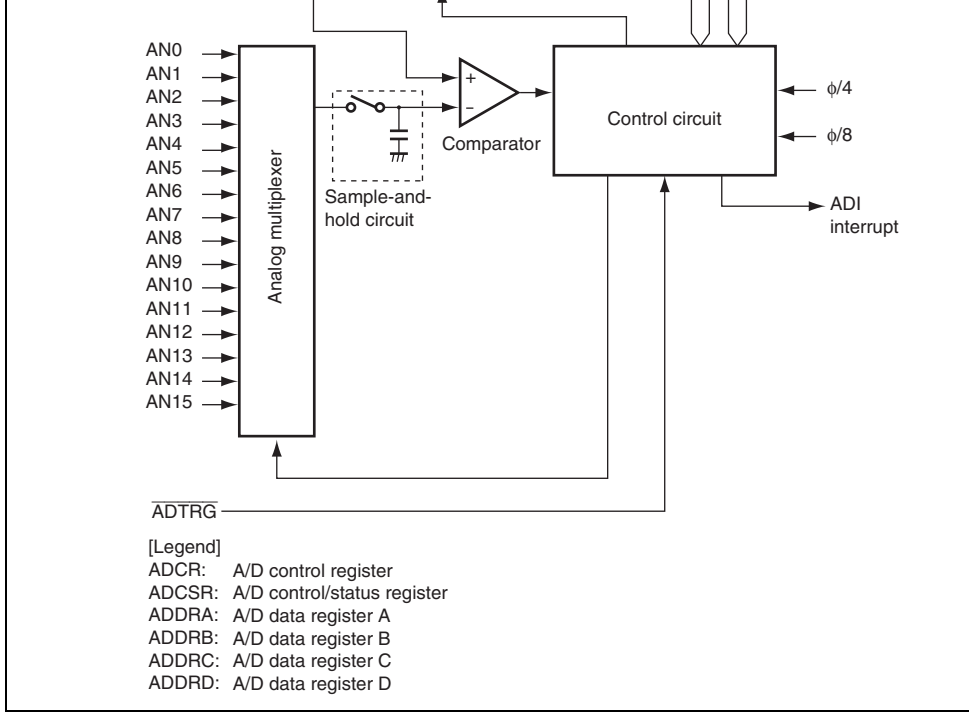 AN0
AN1
AN2
AN3
AN4
AN5
AN6
AN7
AN8
AN9
AN10
AN11
AN12
AN13
AN14
AN15
Analog multiplexer
Sample-and-
hold circuit
+
−
Comparator
Control circuit
ϕ/4
ϕ/8
ADI
interrupt
ADTRG
[Legend]
ADCR: A/D control register
ADCSR: A/D control/status register
ADDRA: A/D data register A
ADDRB: A/D data register B
ADDRC: A/D data register C
ADDRD: A/D data register D